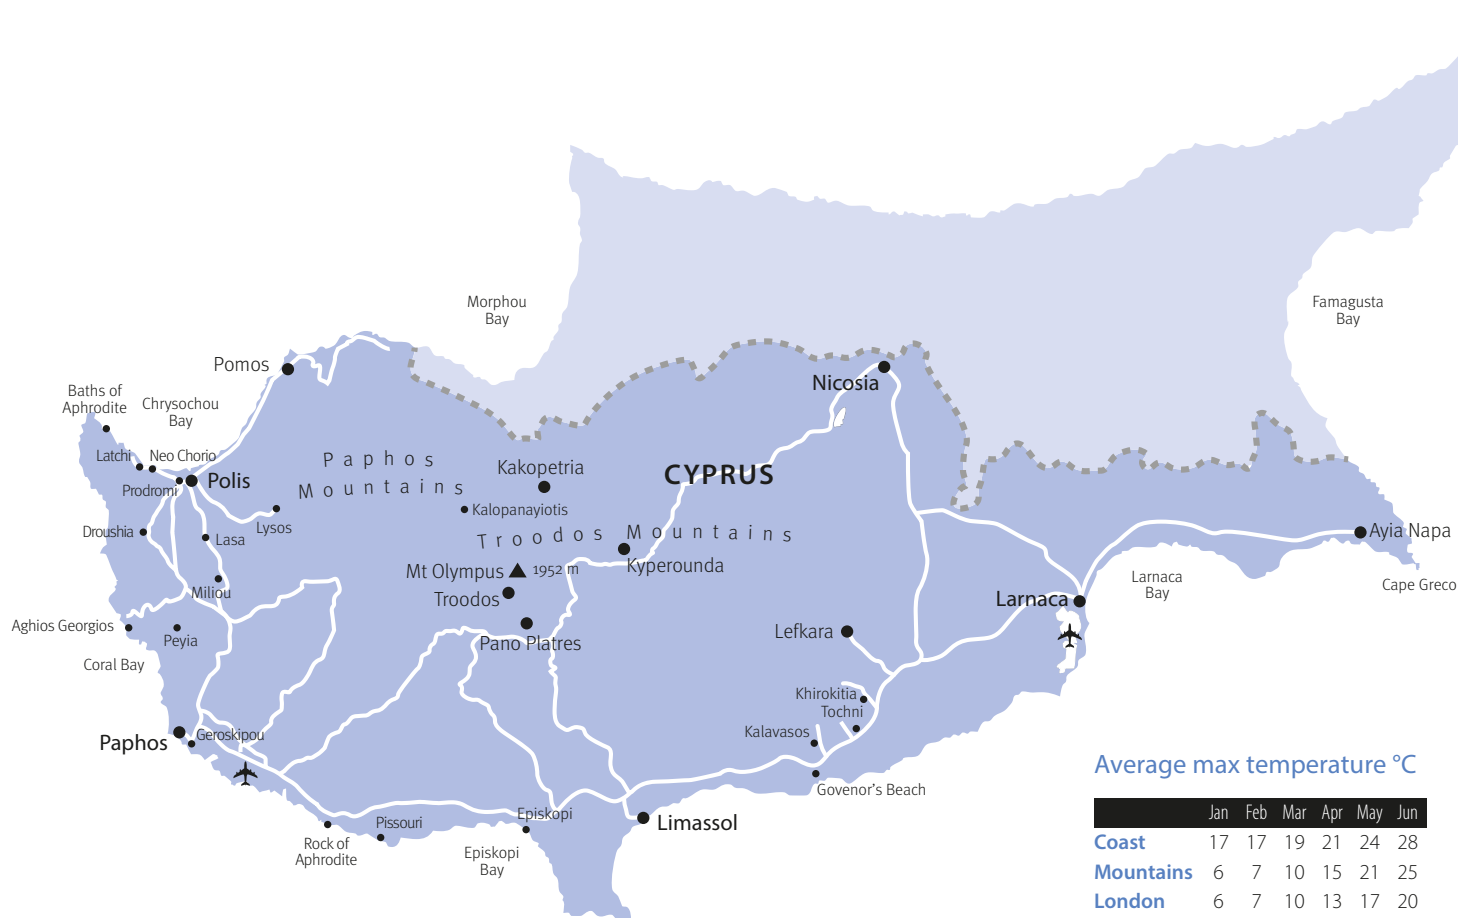 Morphou
Bay
Famagusta
Bay
Pomos
Nicosia
Baths of
Aphrodite
Chrysochou
Bay
Latchi
Neo Chorio
Paphos
Mountains
Kakopetria
CYPRUS
Prodromi
Polis
Kalopanayiotis
Lysos
Droushia
Lasa
Troodos Mountains
Ayia Napa
Kyperounda
Mt Olympus
1952 m
Larnaca
Bay
Cape Greco
Miliou
Troodos
Larnaca
Aghios Georgios
Peyia
Pano Platres
Lefkara
Coral Bay
Khirokitia
Tochni
Kalavasos
Paphos
Geroskipou
Govenor's Beach
Episkopi
Limassol
Pissouri
Rock of
Aphrodite
Episkopi
Bay
Average max temperature °C
Jan Feb Mar Apr May Jun
Coast 17 17 19 21 24 28
Mountains 6 7 10 15 21 25
London 6 7 10 13 17 20